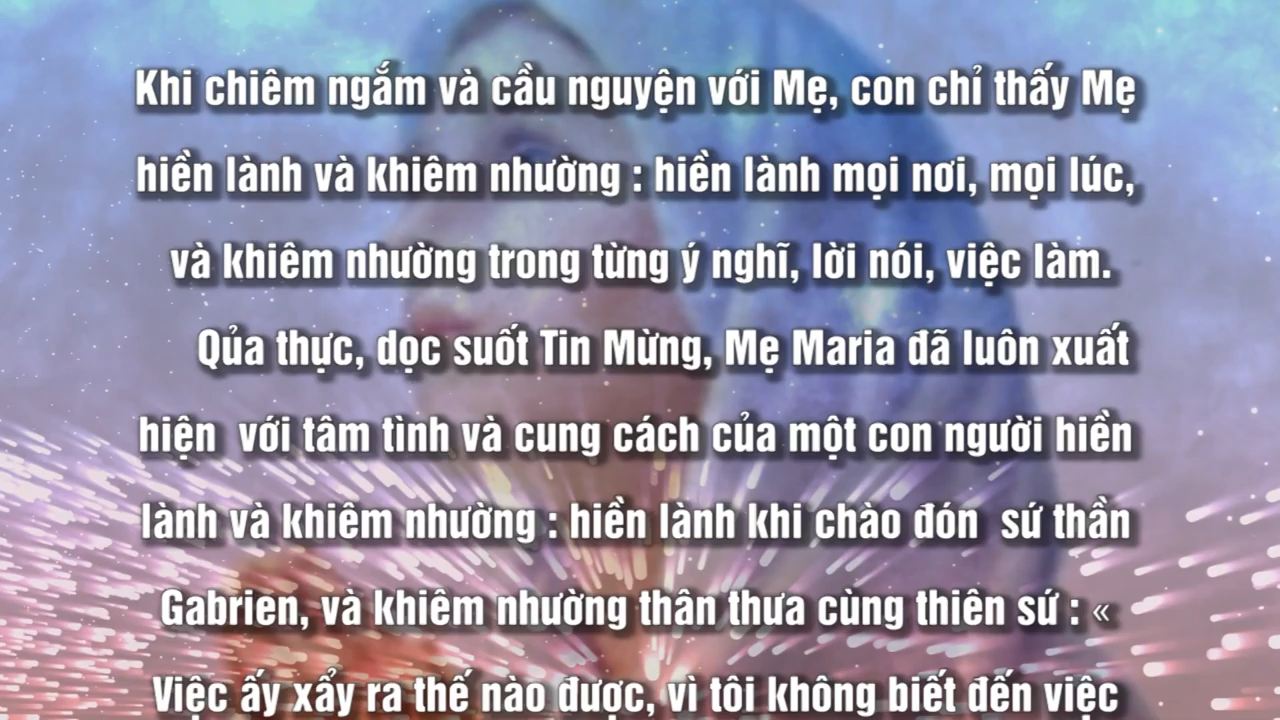 Khi chiêm ngắm và cầu nguyện với Mẹ, con chỉ thấy Mẹ
hiền lành và khiêm nhường : hiền lành mọi nơi, mọi lúc,
và khiêm nhường trong từng ý nghĩ, lời nói, việc làm.
Qủa thực, dọc suốt Tin Mừng, Mẹ Maria đã luôn xuất
hiện  với tâm tình và cung cách của một con người hiền
lành và khiêm nhường : hiền lành khi chào đón  sứ thần
Gabrien, và khiêm nhường thân thưa cùng thiên sứ : «
Việc ấy xẩy ra thế nào được, vì tôi không biết đến việc